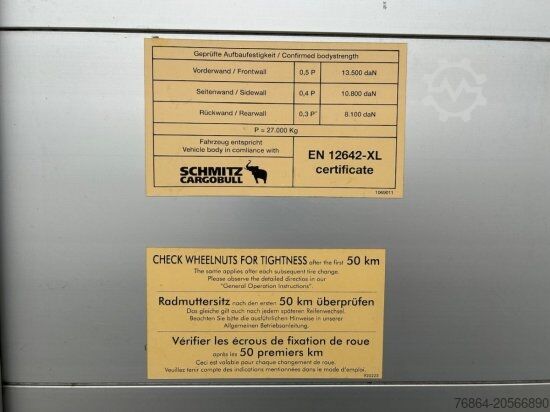 Geprüfte Aufbaufestigkeit / Confirmed bodystrength
Vorderwand / Frontwall 0,5 P 13.500 daN
Seitenwand / Sidewall 0,4 P 10.800 daN
Rückwand / Rearwall 0,3 P 8.100 daN
P = 27.000 Kg
Fahrzeug entspricht
Vehicle body in comliance with
SCHMITZ
CARGOBULL
EN 12642-XL
certificate
1069011
CHECK WHEELNUTS FOR TIGHTNESS after the first 50 km
The same applies after each subsequent tire change.
Please observe the detailed directios in our
"General Operation Instructions".
Radmuttersitz nach den ersten 50 km überprüfen
Das gleiche gilt auch nach jedem späteren Reifenwechsel.
Beachten Sie bitte die ausführlichen Hinweise in unserer
Allgemeinen Betriebsanleitung.
Vérifier les écrous de fixation de roue
après les 50 premiers km
Ceci est valable pour chaque changement de roue.
Veuillez tenir compte des indications mentionnées dans le mode d'emploi.
76864-20566890